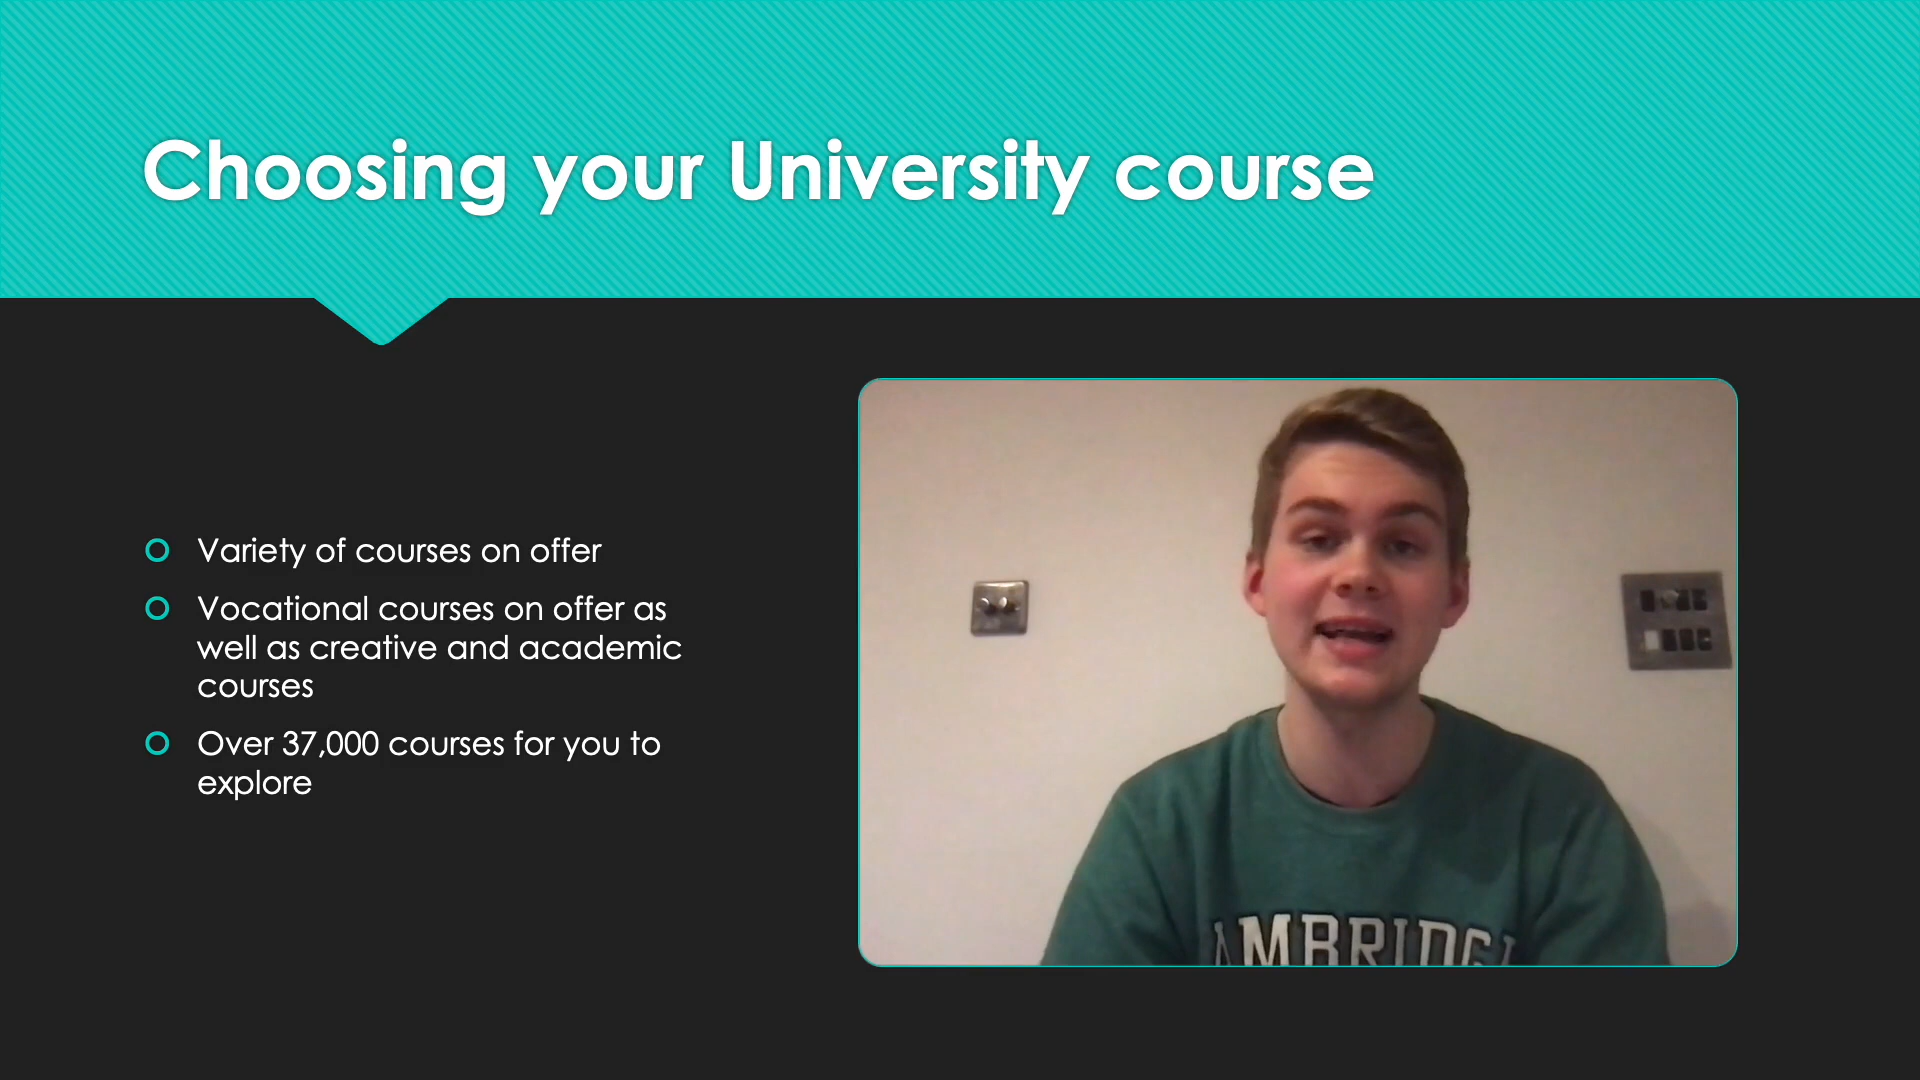 Choosing your University course
Variety of courses on offer
Vocational courses on offer as
well as creative and academic
courses
Over 37,000 courses for you to
explore
AMBRIDG